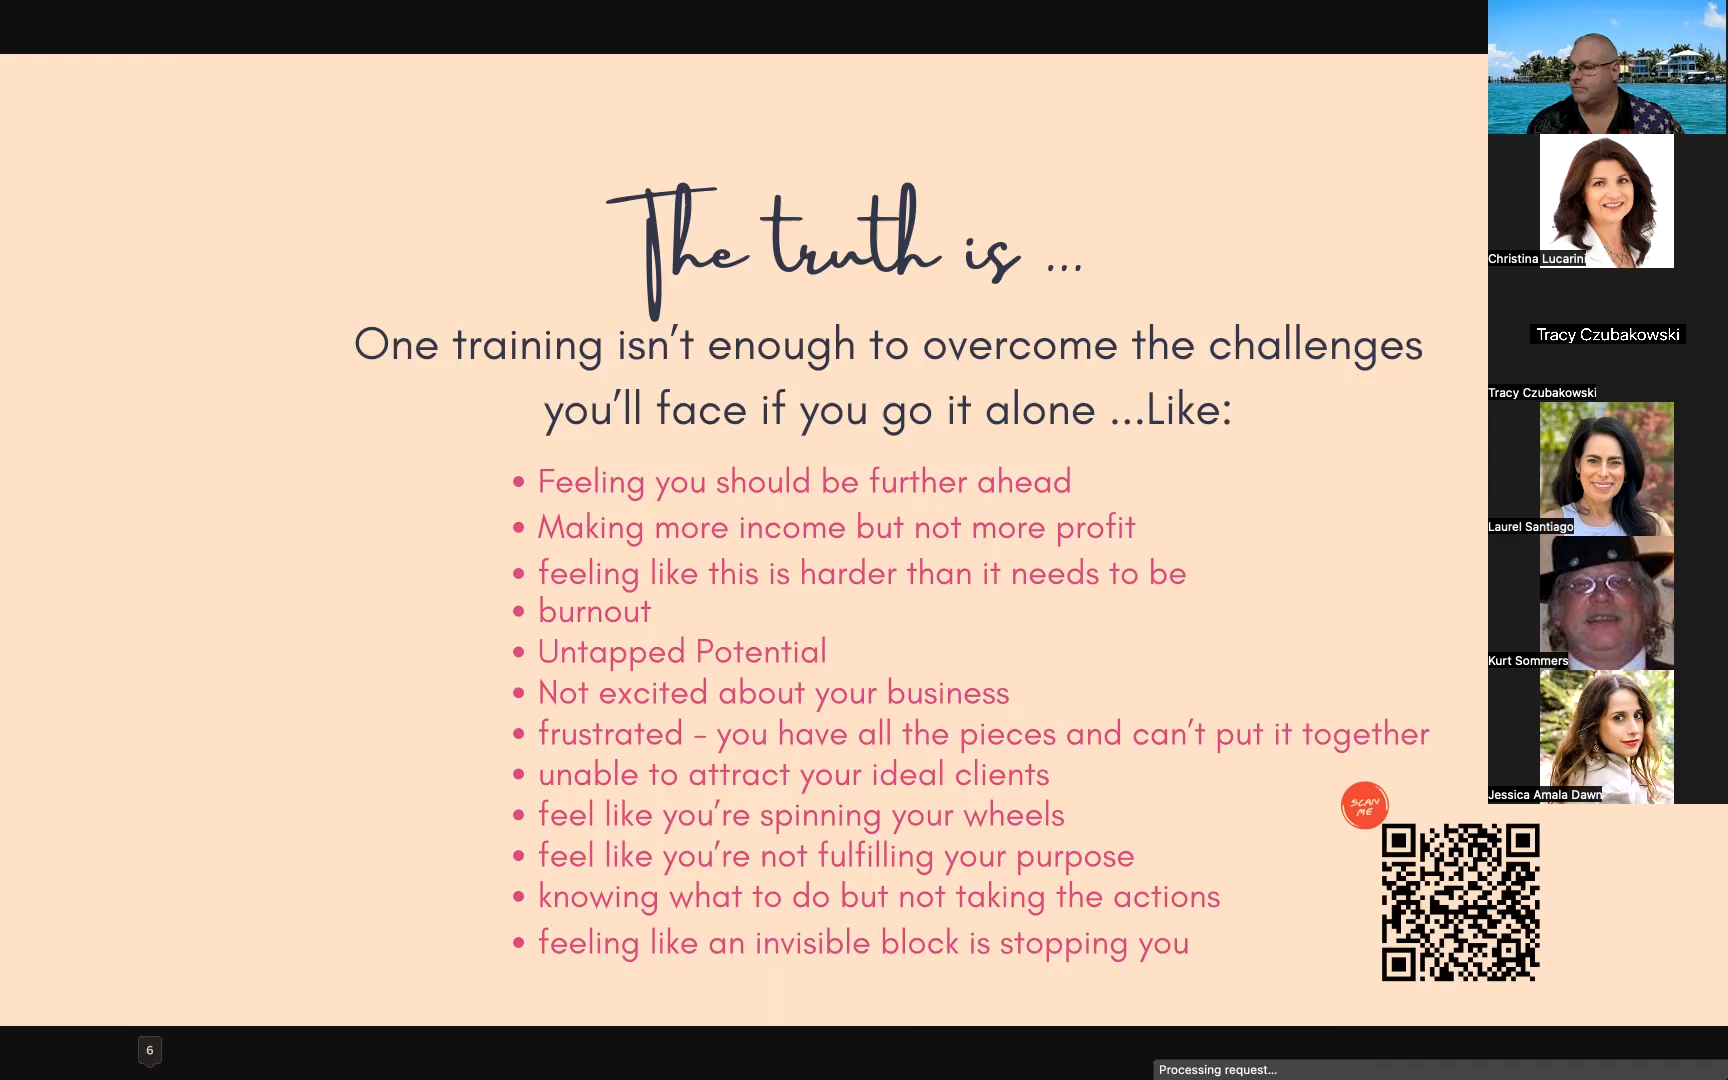 The truth is ...
One training isn't enough to overcome the challenges
you'll face if you go it alone ...Like:
• Feeling you should be further ahead
• Making more income but not more profit
• feeling like this is harder than it needs to be
• burnout
• Untapped Potential
• Not excited about your business
• frustrated - you have all the pieces and can't put it together
• unable to attract your ideal clients
• feel like you're spinning your wheels
• feel like you're not fulfilling your purpose
• knowing what to do but not taking the actions
• feeling like an invisible block is stopping you
SCAN
ME
Christina Lucarini
Tracy Czubakowski
Tracy Czubakowski
Laurel Santiago
Kurt Sommers
Jessica Amala Dawn
6
Processing request...